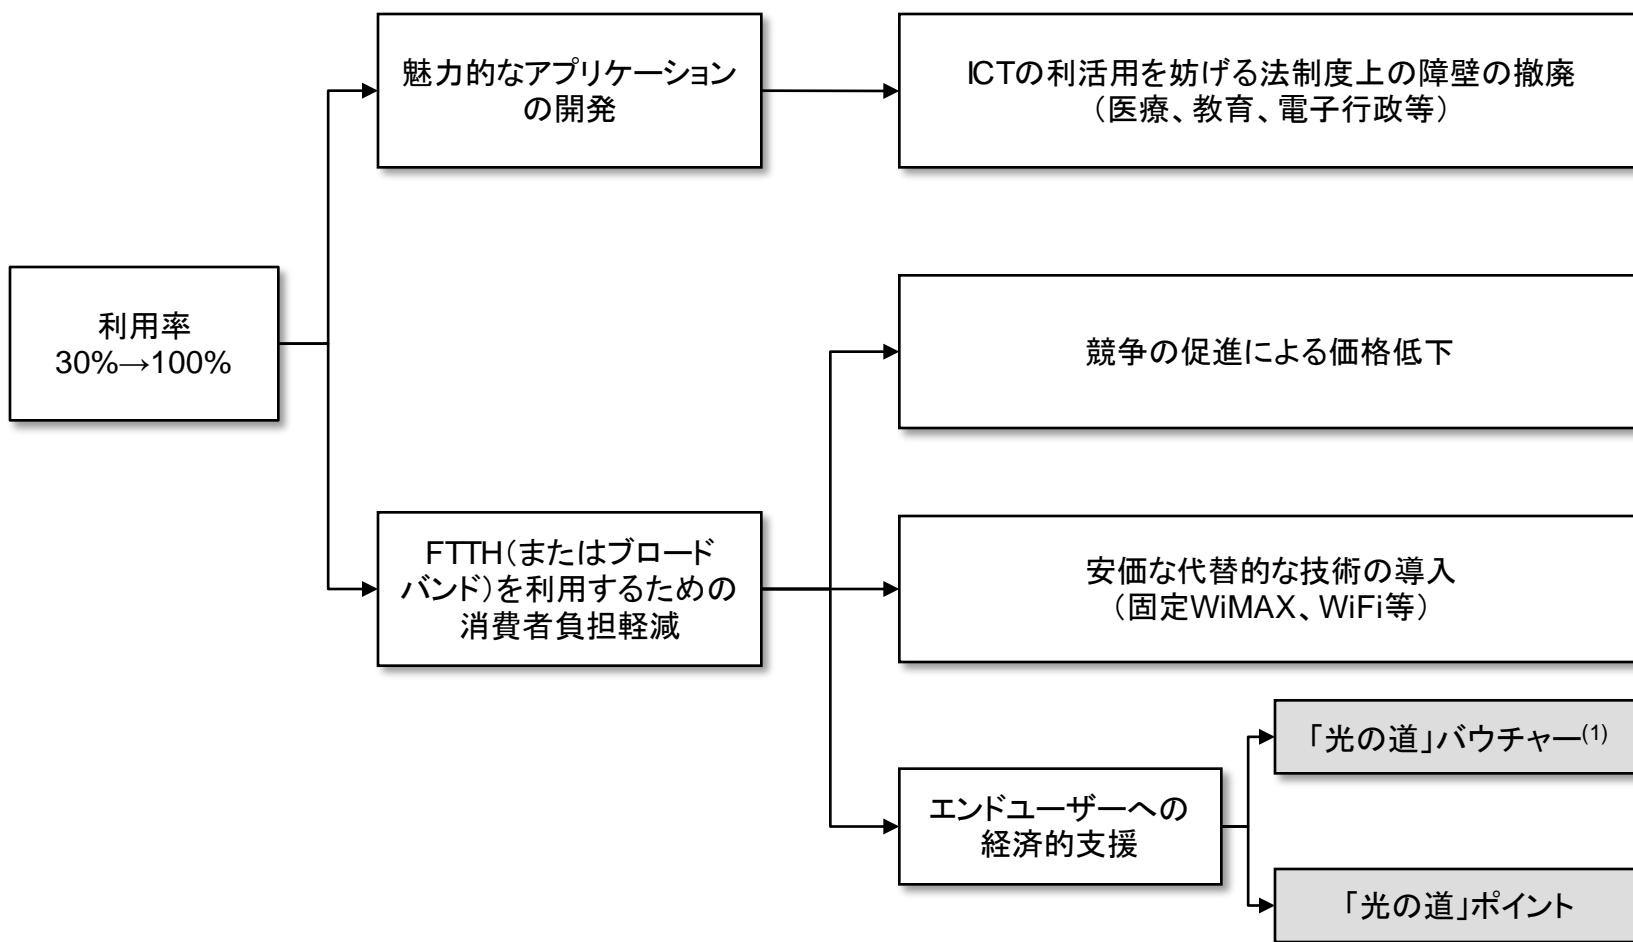 魅力的なアプリケーション
の開発
ICTの利活用を妨げる法制度上の障壁の撤廃
（医療、教育、電子行政等）
利用率
30%→100%
競争の促進による価格低下
FTTH（またはブロード
バンド）を利用するための
消費者負担軽減
安価な代替的な技術の導入
（固定WiMAX、WiFi等）
「光の道」バウチャー(1)
エンドユーザーへの
経済的支援
「光の道」ポイント